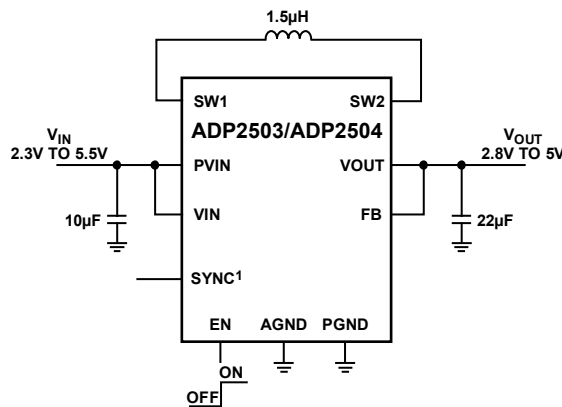 1.5µH
SW1
SW2
ADP2503/ADP2504
VIN
2.3V TO 5.5V
PVIN
VOUT
VOUT
2.8V TO 5V
10µF
VIN
FB
22µF
SYNC1
EN
AGND
PGND
ON
OFF